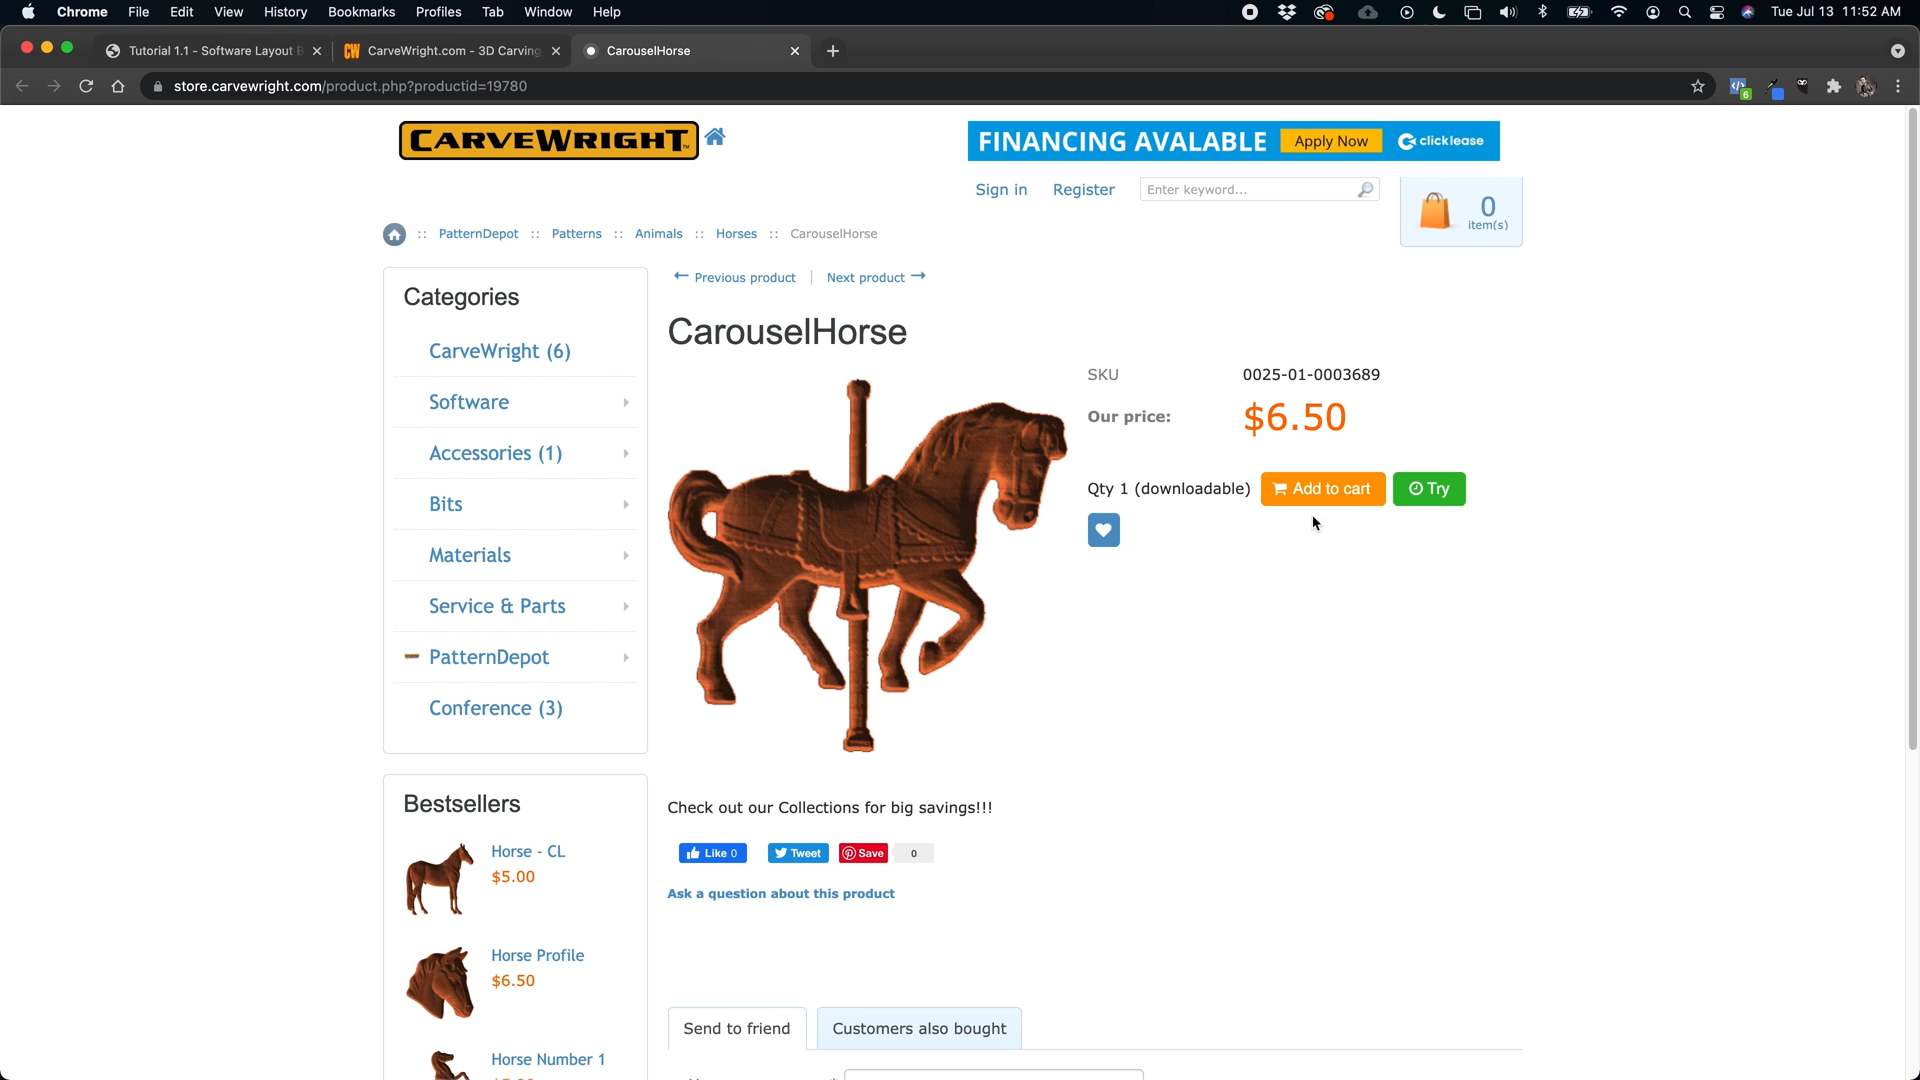 Chrome File Edit View History Bookmarks Profiles Tab Window Help Tue Jul 13 11:52 AM
Tutorial 1.1 - Software Layout CarveWright.com - 3D Carving CarouselHorse
store.carvewright.com/product.php?productid=19780
6
CARVEWRIGHT
FINANCING AVALABLE Apply Now clicklease
Sign in Register Enter keyword... 0
item(s)
:: PatternDepot :: Patterns :: Animals :: Horses :: CarouselHorse
← Previous product | Next product →
Categories
CarveWright (6)
Software
Accessories (1)
Bits
Materials
Service & Parts
PatternDepot
Conference (3)
CarouselHorse
SKU 0025-01-0003689
Our price: $6.50
Qty 1 (downloadable) Add to cart Try
Check out our Collections for big savings!!!
Like 0 Tweet Save 0
Ask a question about this product
Bestsellers
Horse - CL
$5.00
Horse Profile
$6.50
Horse Number 1
Send to friend Customers also bought